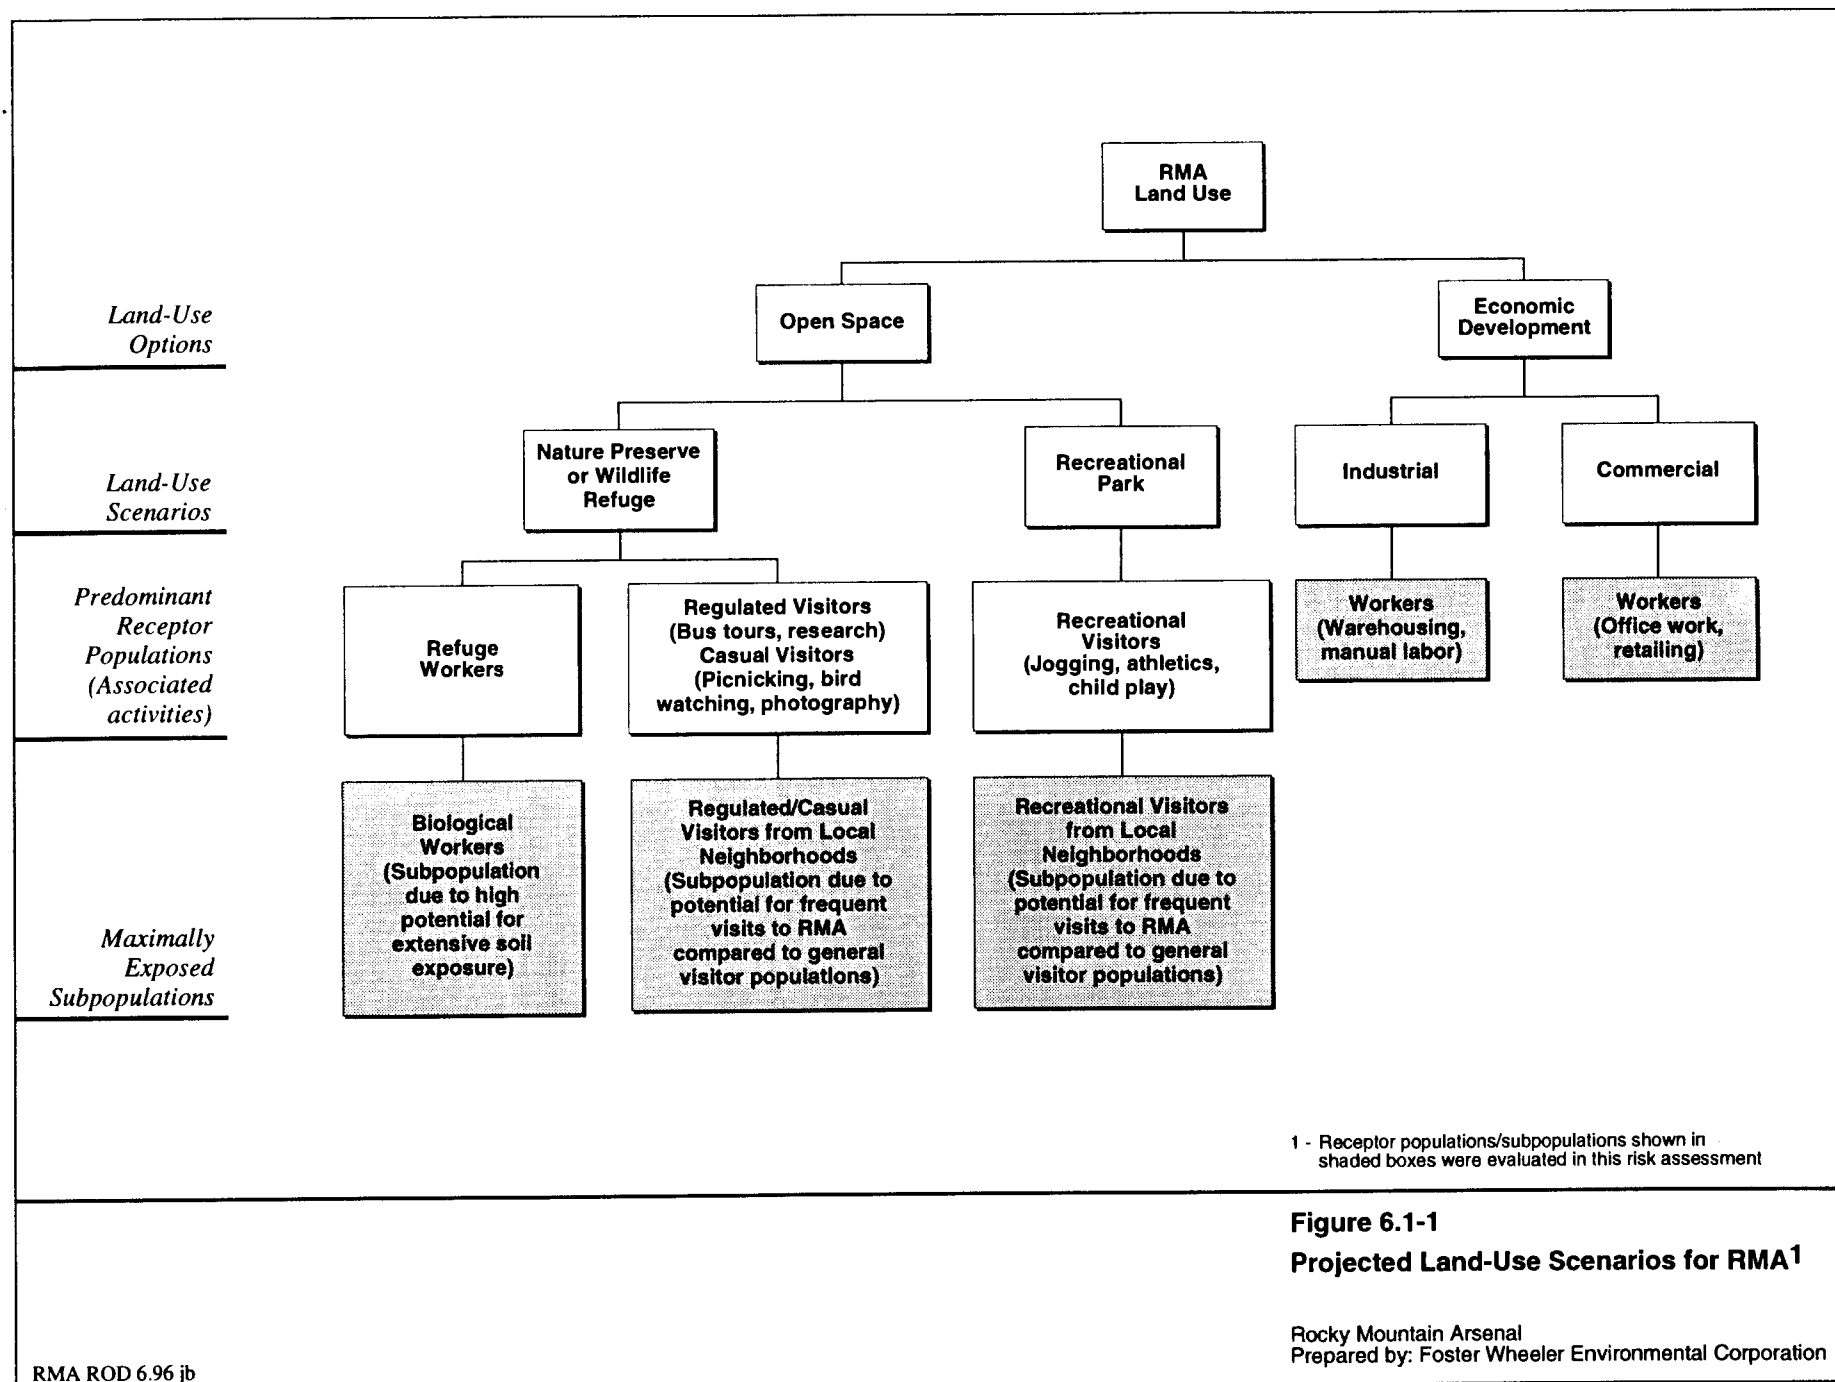 RMA
Land Use
Land-Use
Options
Open Space
Economic
Development
Land-Use
Scenarios
Nature Preserve
or Wildlife
Refuge
Recreational
Park
Industrial
Commercial
Predominant
Receptor
Populations
(Associated
activities)
Refuge
Workers
Regulated Visitors
(Bus tours, research)
Casual Visitors
(Picnicking, bird
watching, photography)
Recreational
Visitors
(Jogging, athletics,
child play)
Workers
(Warehousing,
manual labor)
Workers
(Office work,
retailing)
Maximally
Exposed
Subpopulations
Biological
Workers
(Subpopulation
due to high
potential for
extensive soil
exposure)
Regulated/Casual
Visitors from Local
Neighborhoods
(Subpopulation due to
potential for frequent
visits to RMA
compared to general
visitor populations)
Recreational Visitors
from Local
Neighborhoods
(Subpopulation due to
potential for frequent
visits to RMA
compared to general
visitor populations)
1 - Receptor populations/subpopulations shown in
shaded boxes were evaluated in this risk assessment
Figure 6.1-1
Projected Land-Use Scenarios for RMA1
Rocky Mountain Arsenal
Prepared by: Foster Wheeler Environmental Corporation
RMA ROD 6.96 jb